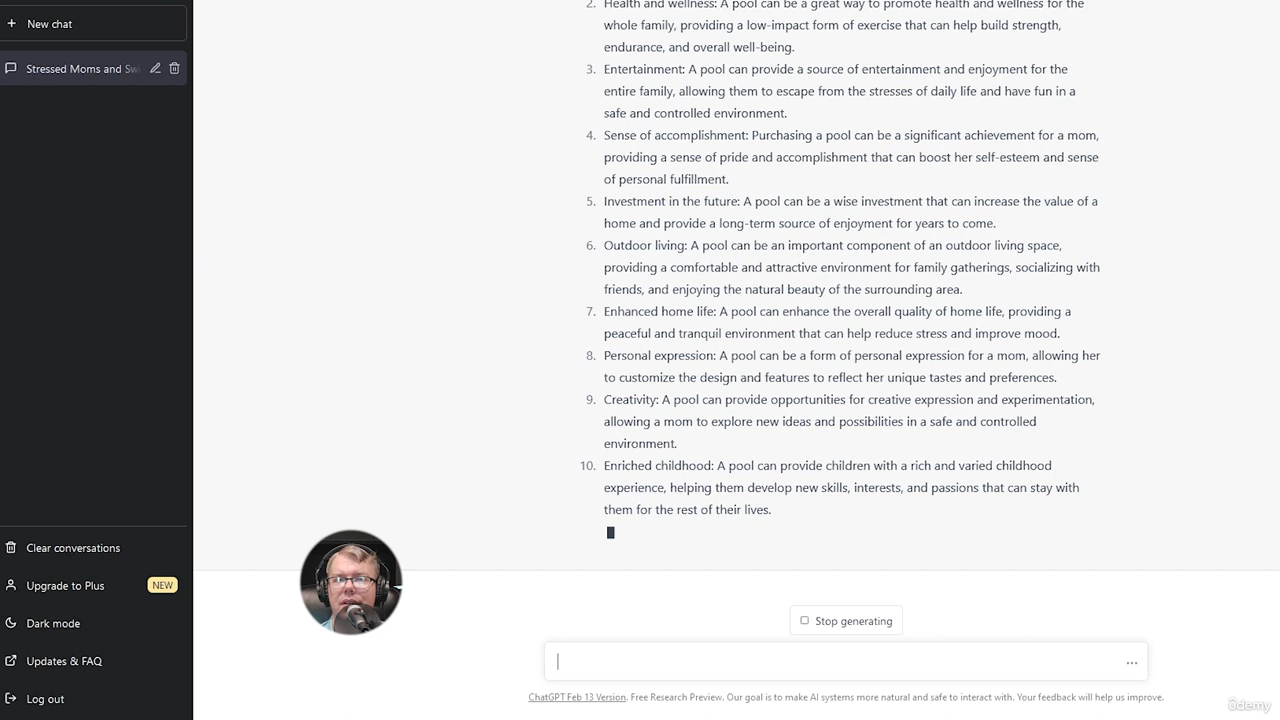 New chat
Stressed Moms and Sw
2. Health and wellness: A pool can be a great way to promote health and wellness for the
whole family, providing a low-impact form of exercise that can help build strength,
endurance, and overall well-being.
3. Entertainment: A pool can provide a source of entertainment and enjoyment for the
entire family, allowing them to escape from the stresses of daily life and have fun in a
safe and controlled environment.
4. Sense of accomplishment: Purchasing a pool can be a significant achievement for a mom,
providing a sense of pride and accomplishment that can boost her self-esteem and sense
of personal fulfillment.
5. Investment in the future: A pool can be a wise investment that can increase the value of a
home and provide a long-term source of enjoyment for years to come.
6. Outdoor living: A pool can be an important component of an outdoor living space,
providing a comfortable and attractive environment for family gatherings, socializing with
friends, and enjoying the natural beauty of the surrounding area.
7. Enhanced home life: A pool can enhance the overall quality of home life, providing a
peaceful and tranquil environment that can help reduce stress and improve mood.
8. Personal expression: A pool can be a form of personal expression for a mom, allowing her
to customize the design and features to reflect her unique tastes and preferences.
9. Creativity: A pool can provide opportunities for creative expression and experimentation,
allowing a mom to explore new ideas and possibilities in a safe and controlled
environment.
10. Enriched childhood: A pool can provide children with a rich and varied childhood
experience, helping them develop new skills, interests, and passions that can stay with
them for the rest of their lives.
Clear conversations
Upgrade to Plus NEW
Dark mode
Updates & FAQ
Log out
Stop generating
ChatGPT Feb 13 Version. Free Research Preview. Our goal is to make AI systems more natural and safe to interact with. Your feedback will help us improve.
ûdemy